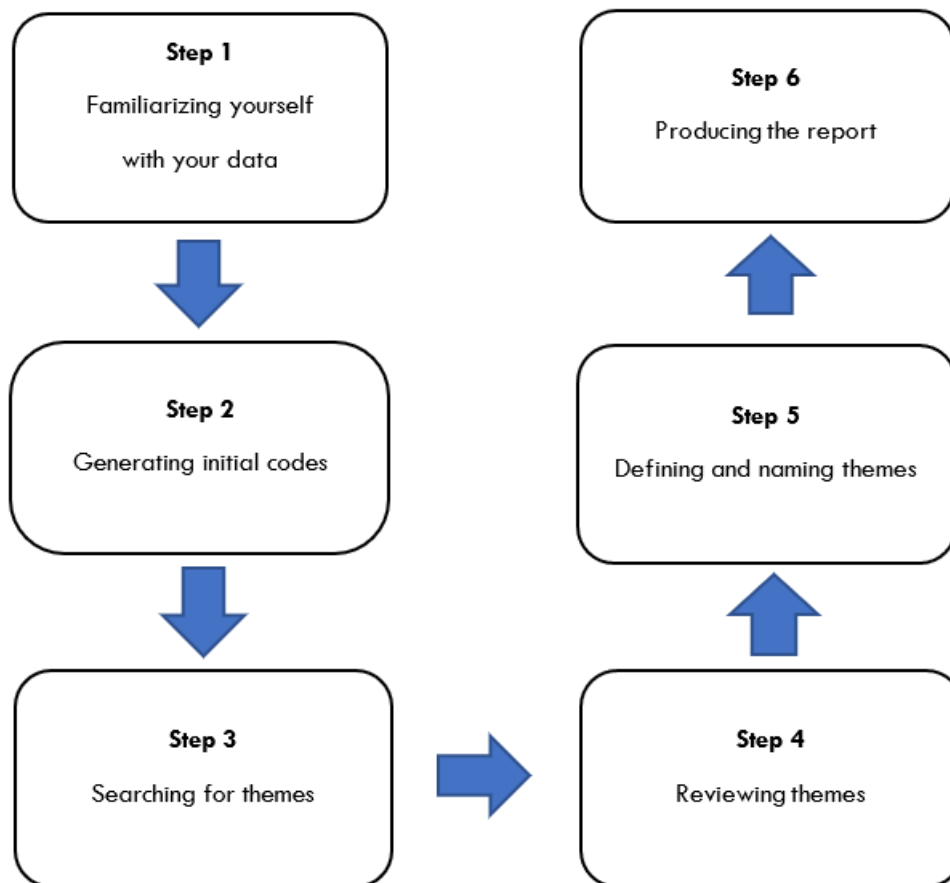 Step 1
Familiarizing yourself
with your data
Step 2
Generating initial codes
Step 3
Searching for themes
Step 4
Reviewing themes
Step 5
Defining and naming themes
Step 6
Producing the report